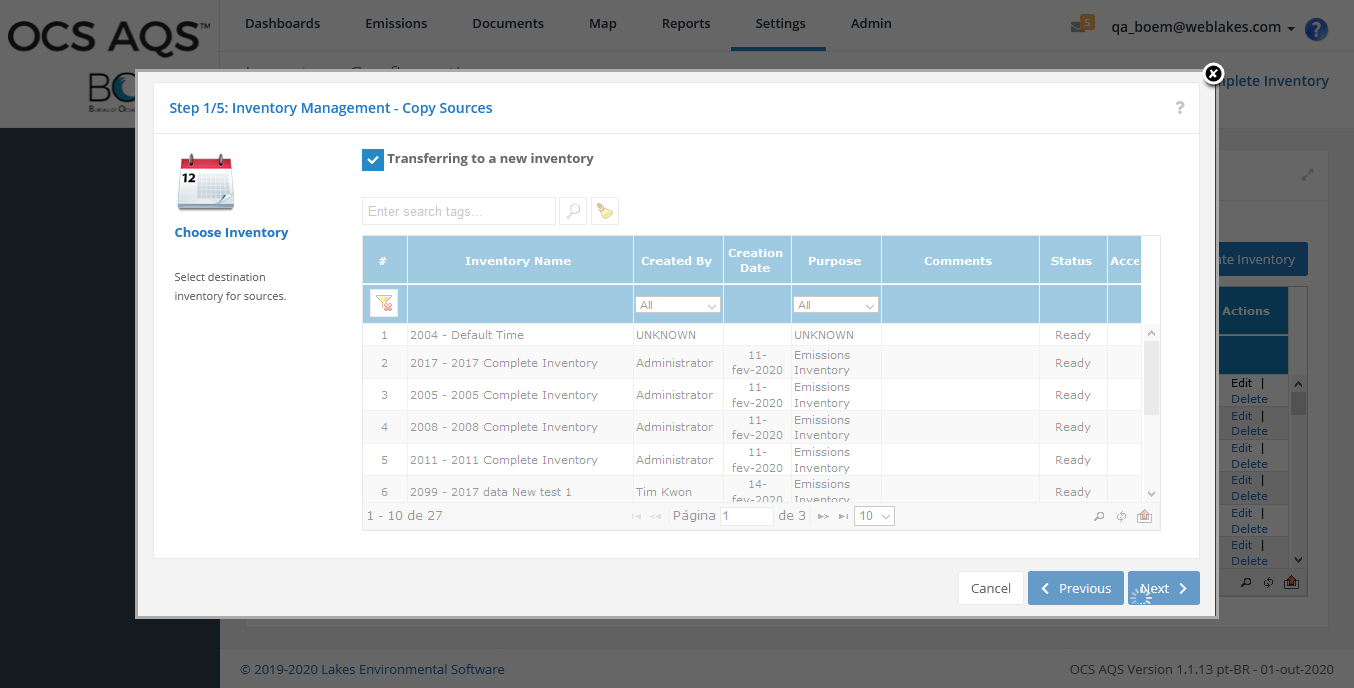 OCS AQS™
Dashboards
Emissions
Documents
Map
Reports
Settings
Admin
5
qa_boem@weblakes.com
?
plete Inventory
Step 1/5: Inventory Management - Copy Sources
?
12
Choose Inventory
Select destination
inventory for sources.
Transferring to a new inventory
Enter search tags...
# Inventory Name Created By Creation Date Purpose Comments Status Acce
All All
1 2004 - Default Time UNKNOWN UNKNOWN Ready
2 2017 - 2017 Complete Inventory Administrator 11-fev-2020 Emissions Inventory Ready
3 2005 - 2005 Complete Inventory Administrator 11-fev-2020 Emissions Inventory Ready
4 2008 - 2008 Complete Inventory Administrator 11-fev-2020 Emissions Inventory Ready
5 2011 - 2011 Complete Inventory Administrator 11-fev-2020 Emissions Inventory Ready
6 2099 - 2017 data New test 1 Tim Kwon 14-fev-2020 Emissions Inventory Ready
1 - 10 de 27
Página 1 de 3
10
Cancel
Previous
Next
te Inventory
Actions
Edit |
Delete
Edit |
Delete
Edit |
Delete
Edit |
Delete
Edit |
Delete
Edit |
Delete
© 2019-2020 Lakes Environmental Software
OCS AQS Version 1.1.13 pt-BR - 01-out-2020